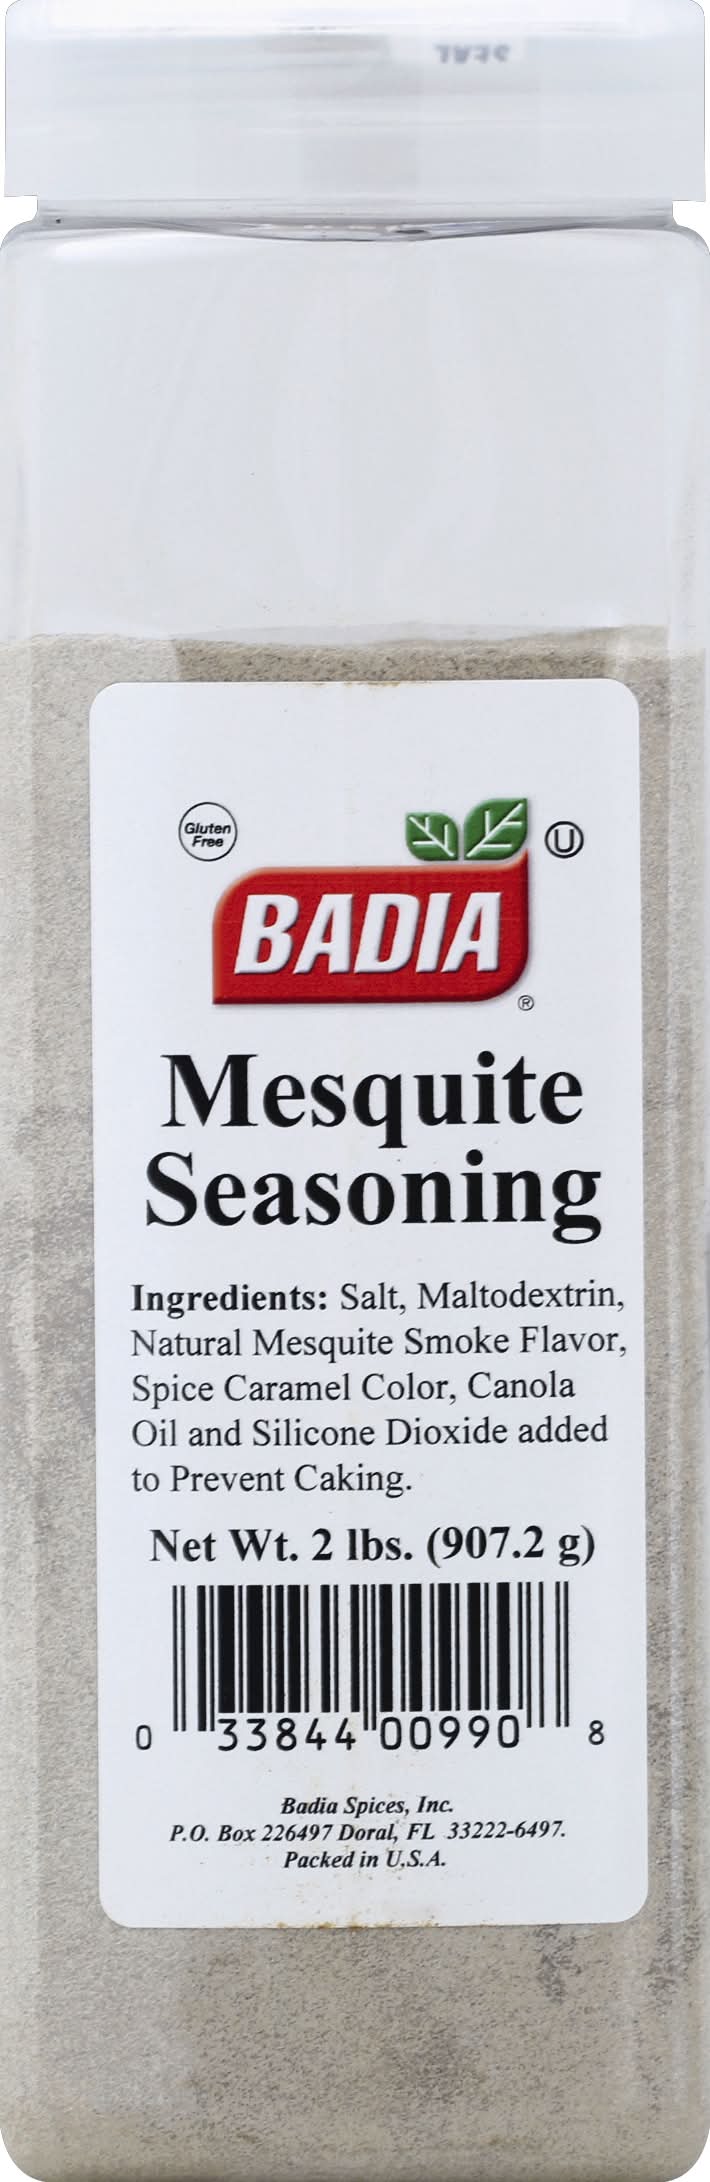 Gluten
Free
U
BADIA
®
Mesquite
Seasoning
Ingredients: Salt, Maltodextrin,
Natural Mesquite Smoke Flavor,
Spice Caramel Color, Canola
Oil and Silicone Dioxide added
to Prevent Caking.
Net Wt. 2 lbs. (907.2 g)
0 33844 00990 8
Badia Spices, Inc.
P.O. Box 226497 Doral, FL 33222-6497.
Packed in U.S.A.